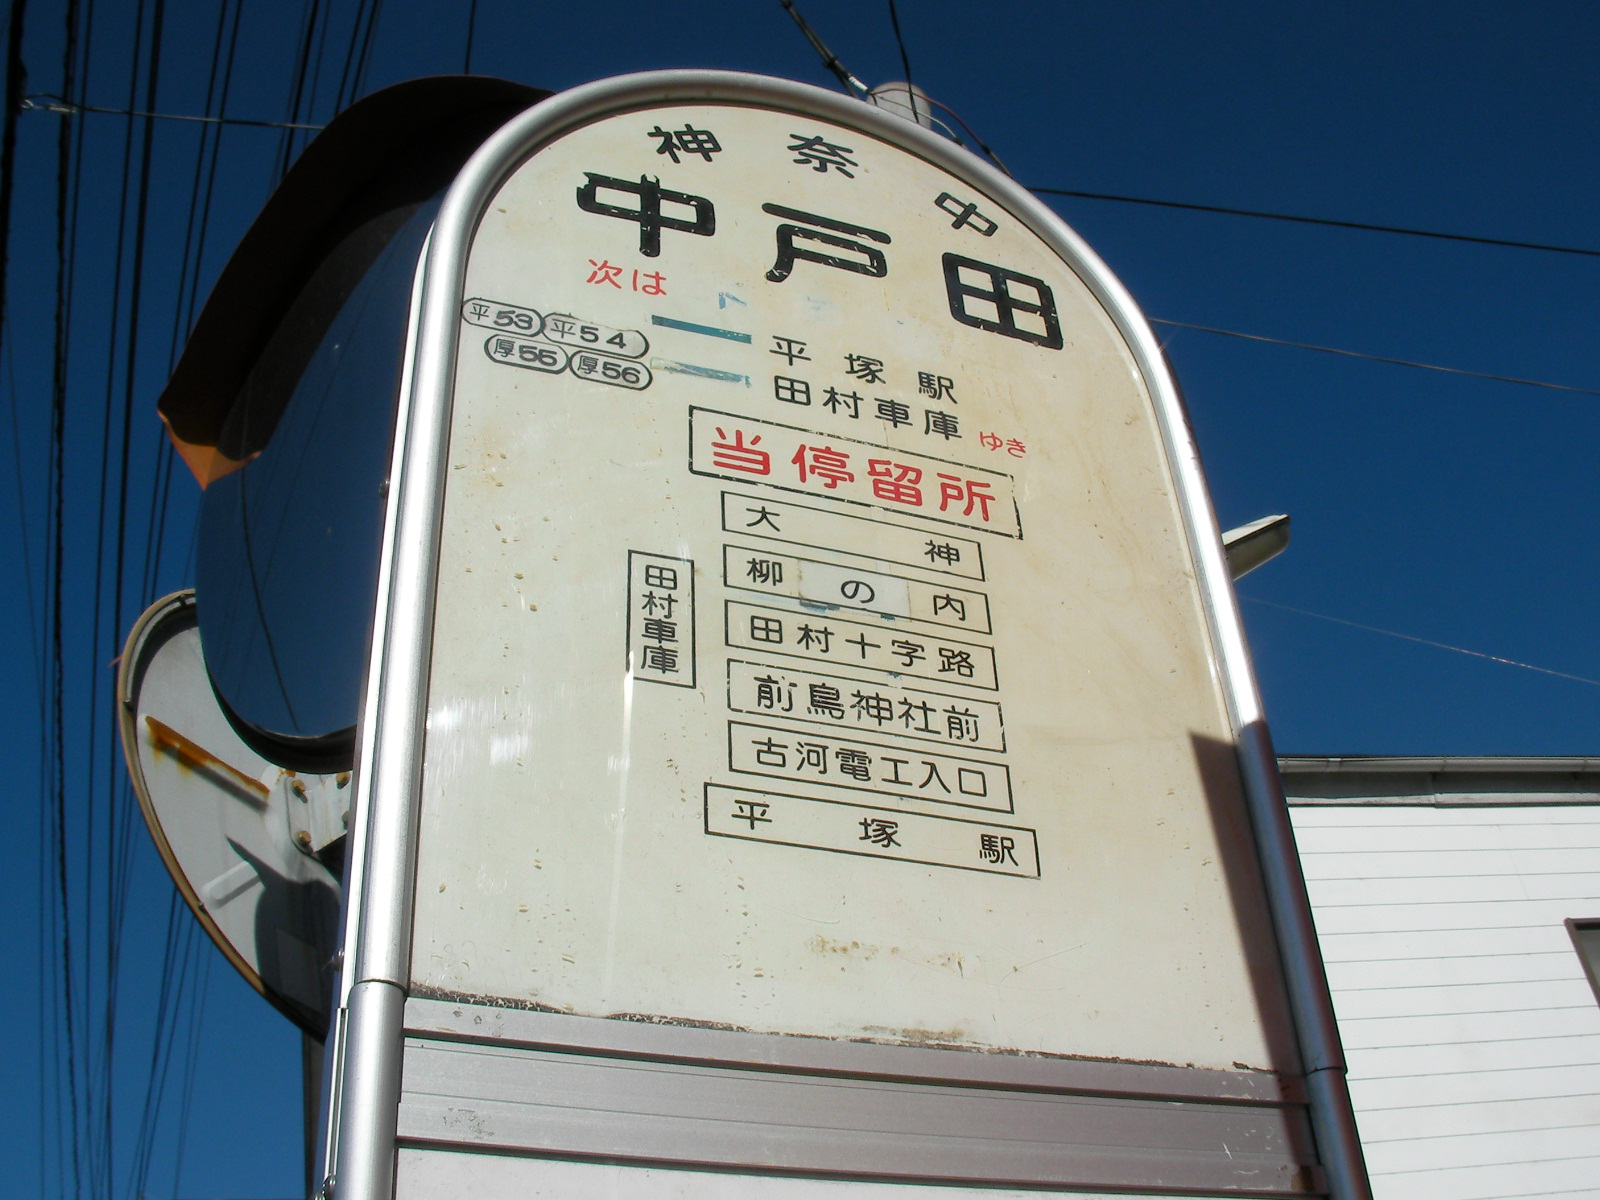 神奈中
中戸田
次は
平53 平54
厚55 厚56
平塚駅
田村車庫 ゆき
当停留所
大神
柳の内
田村十字路
前鳥神社前
古河電工入口
平塚駅
田村車庫